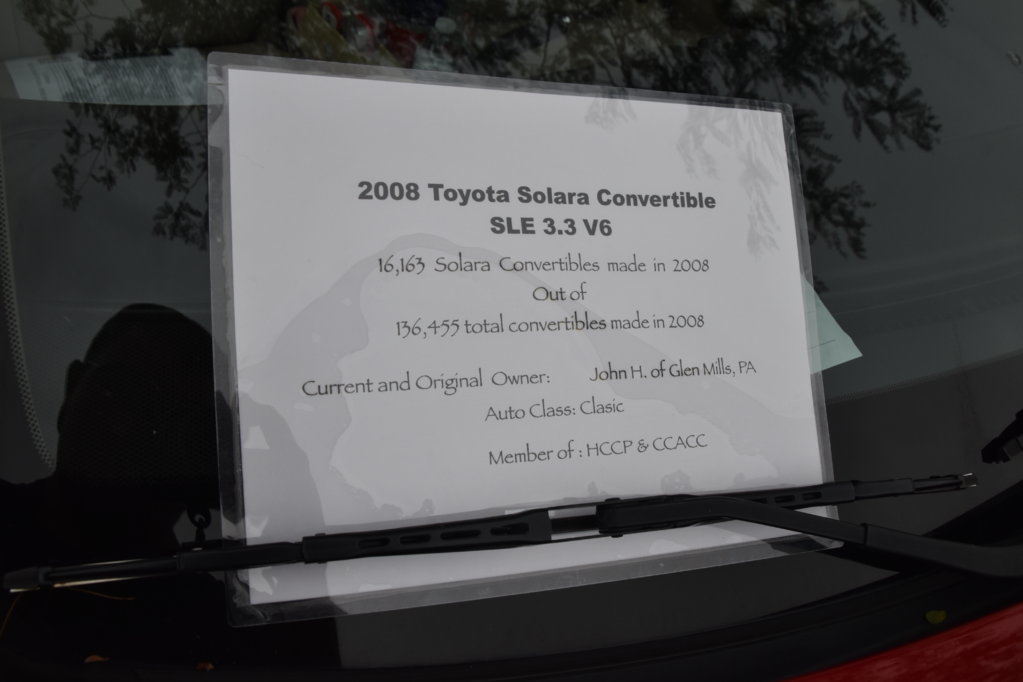 2008 Toyota Solara Convertible
SLE 3.3 V6
16,163 Solara Convertibles made in 2008
Out of
136,455 total convertibles made in 2008
Current and Original Owner: John H. of Glen Mills, PA
Auto Class: Clasic
Member of : HCCP & CCACC